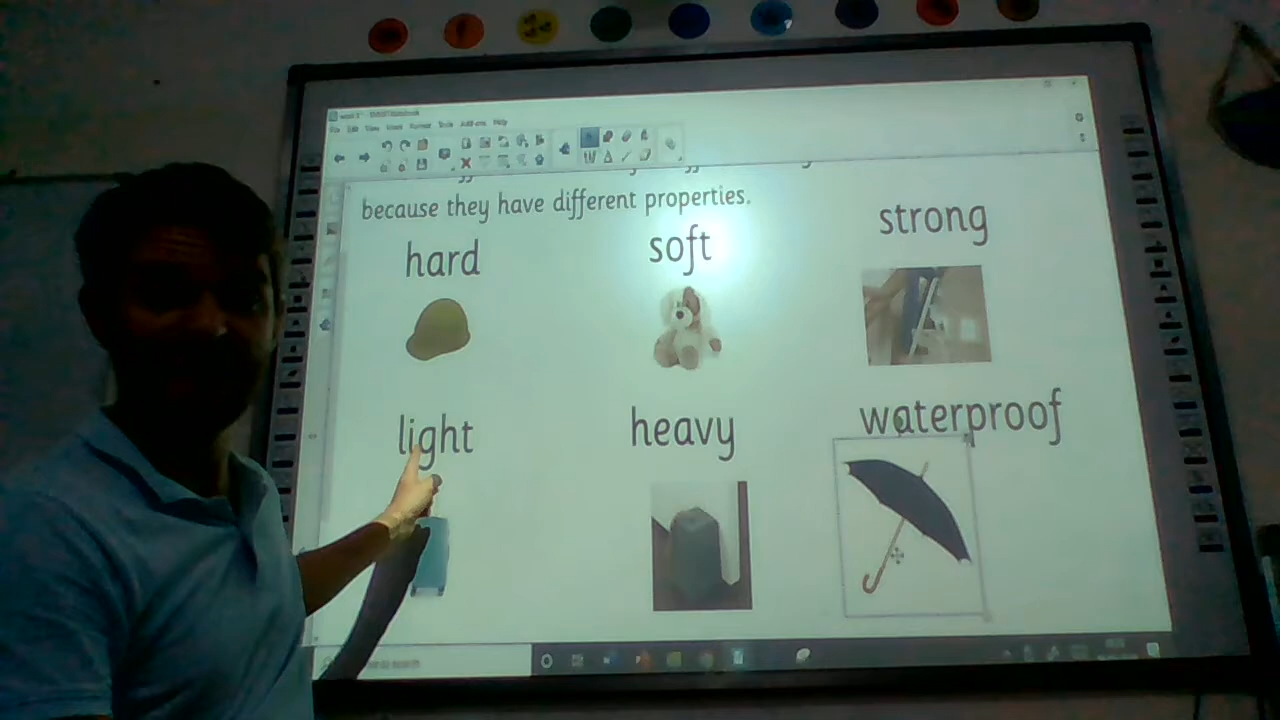 because they have different properties.
hard soft strong
light heavy waterproof